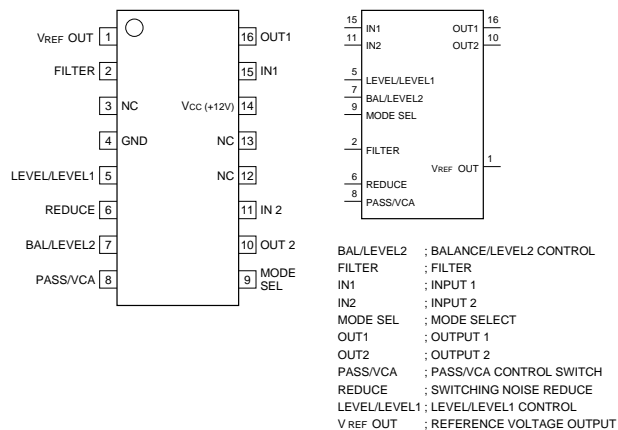 VREF OUT 1
16 OUT1
FILTER 2
15 IN1
3 NC
VCC (+12V) 14
4 GND
NC 13
LEVEL/LEVEL1 5
NC 12
REDUCE 6
11 IN 2
BAL/LEVEL2 7
10 OUT 2
PASS/VCA 8
9 MODE
SEL
15 IN1
OUT1 16
11 IN2
OUT2 10
5 LEVEL/LEVEL1
7 BAL/LEVEL2
9 MODE SEL
2 FILTER
VREF OUT 1
6 REDUCE
8 PASS/VCA
BAL/LEVEL2 ; BALANCE/LEVEL2 CONTROL
FILTER ; FILTER
IN1 ; INPUT 1
IN2 ; INPUT 2
MODE SEL ; MODE SELECT
OUT1 ; OUTPUT 1
OUT2 ; OUTPUT 2
PASS/VCA ; PASS/VCA CONTROL SWITCH
REDUCE ; SWITCHING NOISE REDUCE
LEVEL/LEVEL1 ; LEVEL/LEVEL1 CONTROL
V REF OUT ; REFERENCE VOLTAGE OUTPUT